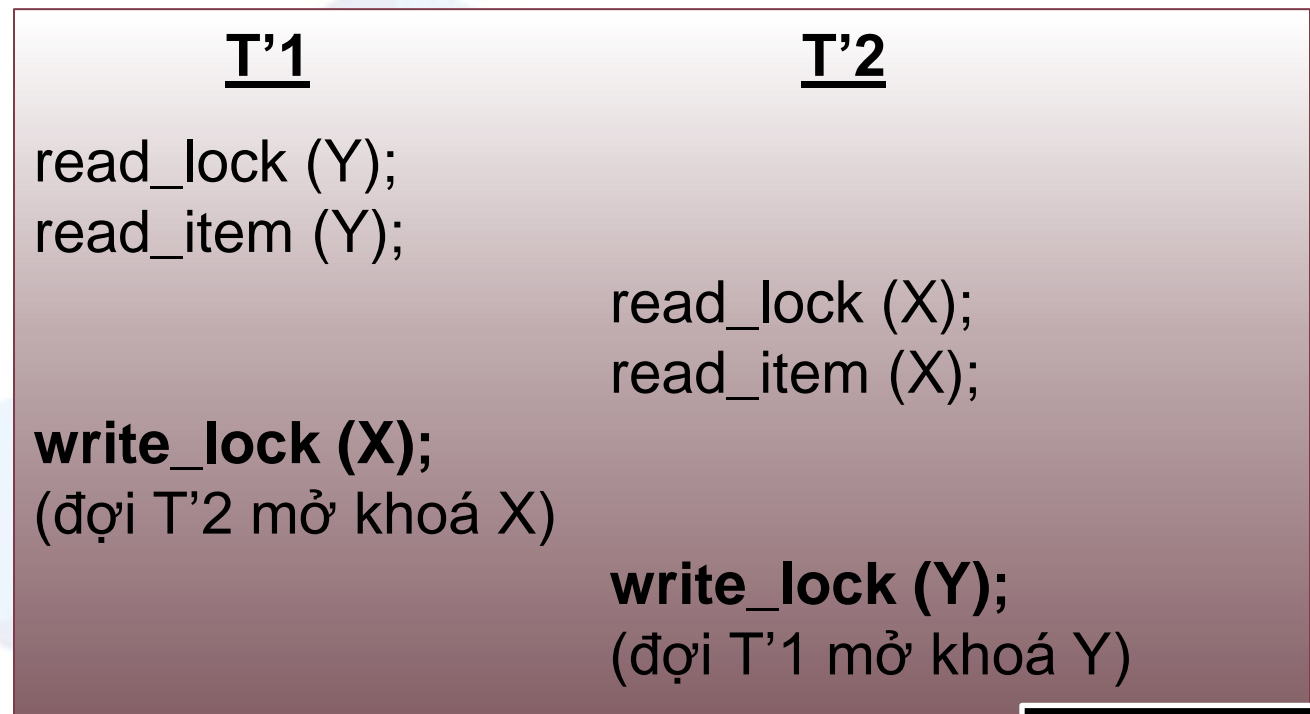 T’1 T’2
read_lock (Y);
read_item (Y);
read_lock (X);
read_item (X);
write_lock (X);
(đợi T’2 mở khoá X)
write_lock (Y);
(đợi T’1 mở khoá Y)